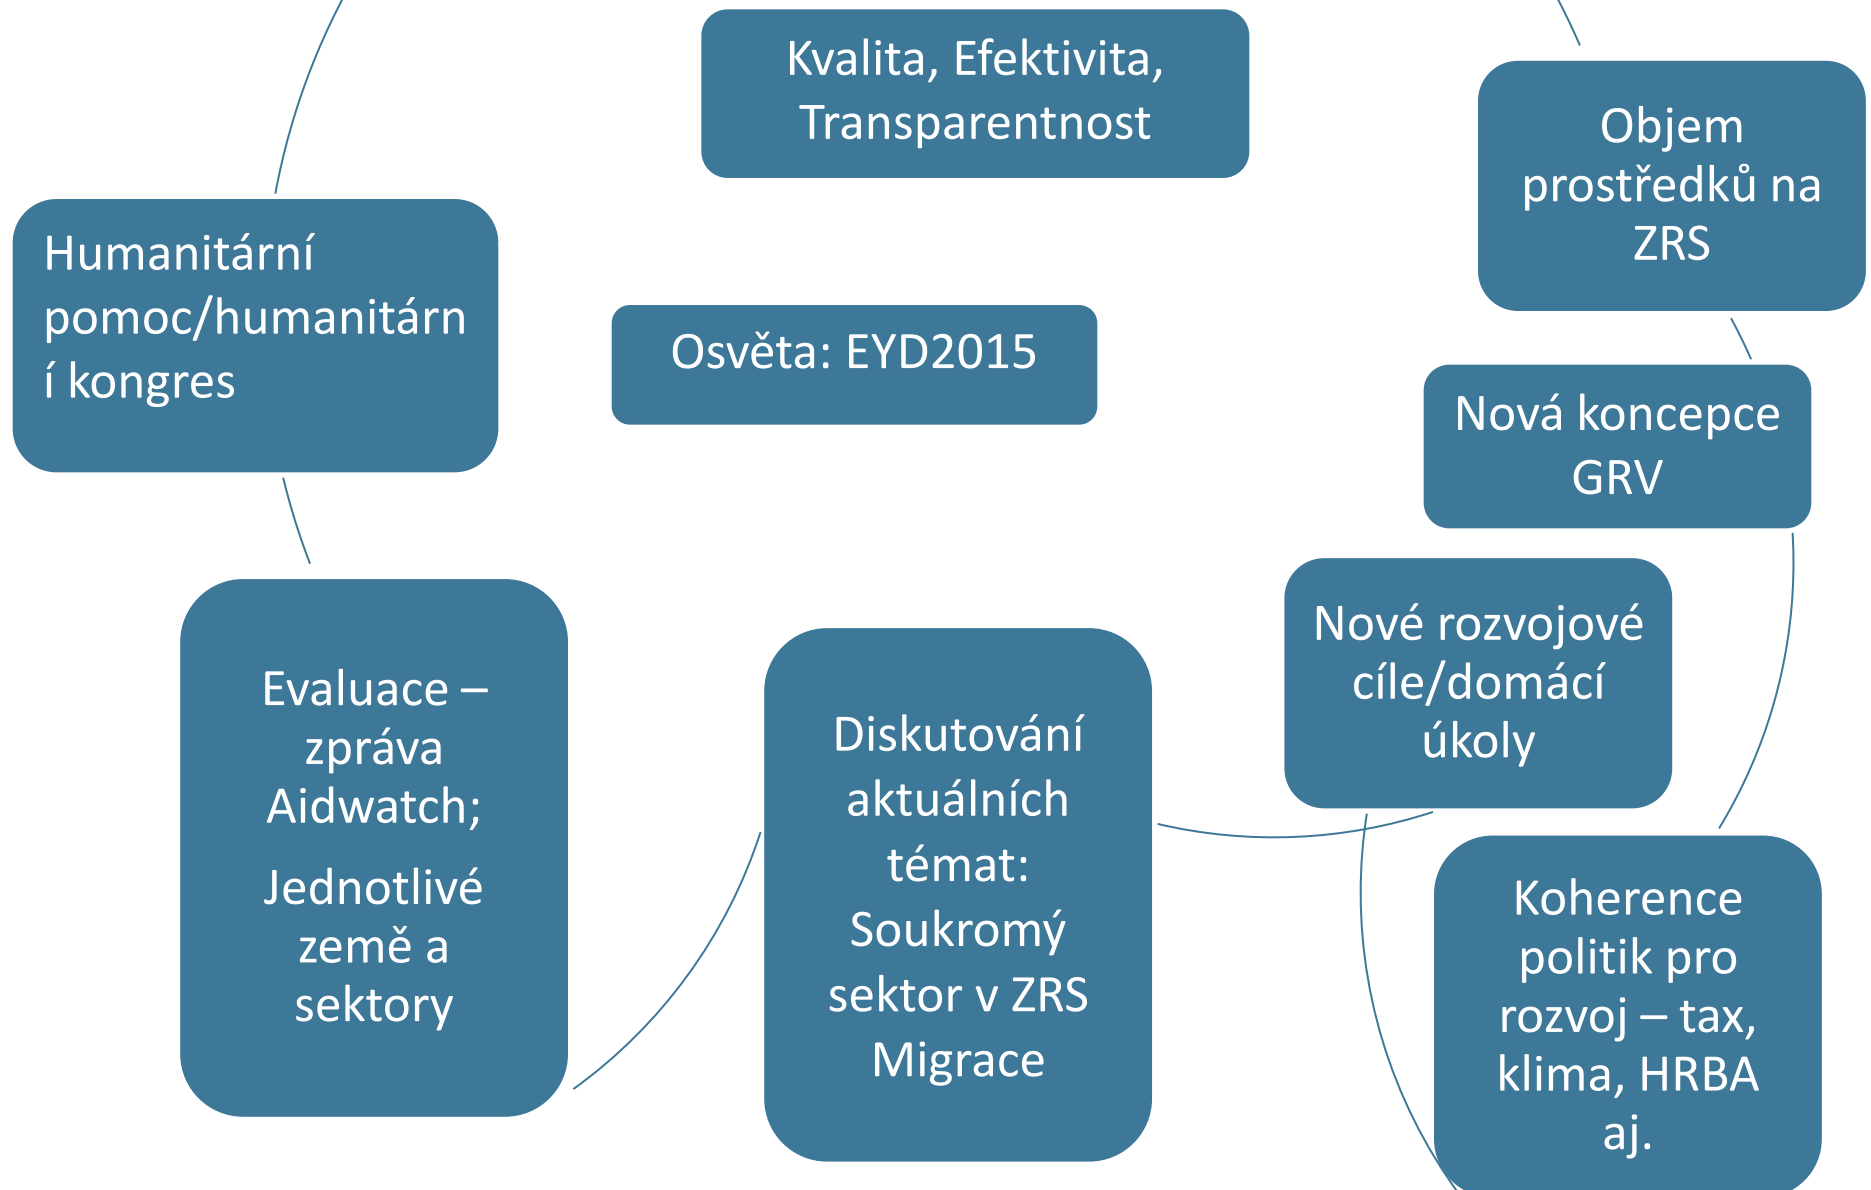 Kvalita, Efektivita,
Transparentnost
Objem
prostředků na
ZRS
Humanitární
pomoc/humanitárn
í kongres
Osvěta: EYD2015
Nová koncepce
GRV
Nové rozvojové
cíle/domácí
úkoly
Evaluace –
zpráva
Aidwatch;
Jednotlivé
země a
sektory
Diskutování
aktuálních
témat:
Soukromý
sektor v ZRS
Migrace
Koherence
politik pro
rozvoj – tax,
klima, HRBA
aj.